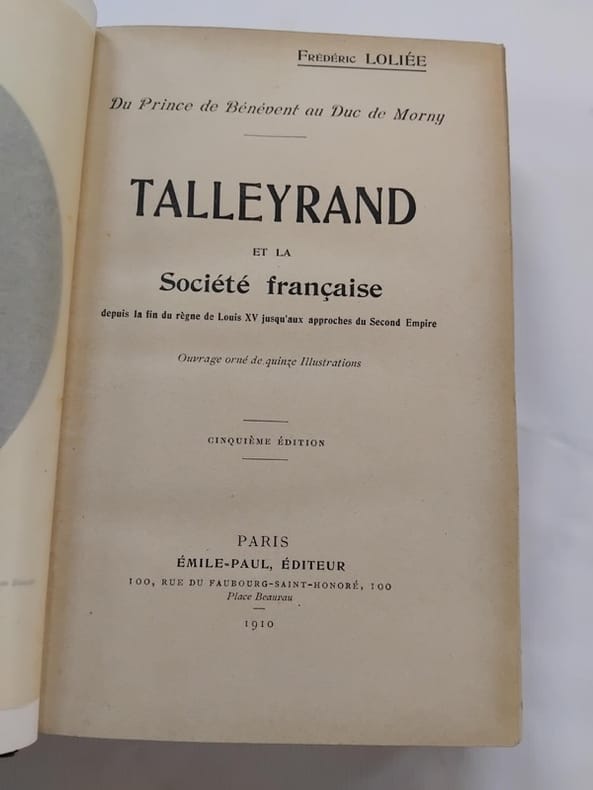 Frédéric LOLIÉE
Du Prince de Bénévent au Duc de Morny
TALLEYRAND
ET LA
Société française
depuis la fin du règne de Louis XV jusqu'aux approches du Second Empire
Ouvrage orné de quinze Illustrations
CINQUIÈME ÉDITION
PARIS
ÉMILE-PAUL, ÉDITEUR
100, RUE DU FAUBOURG-SAINT-HONORÉ, 100
Place Beauvau
1910